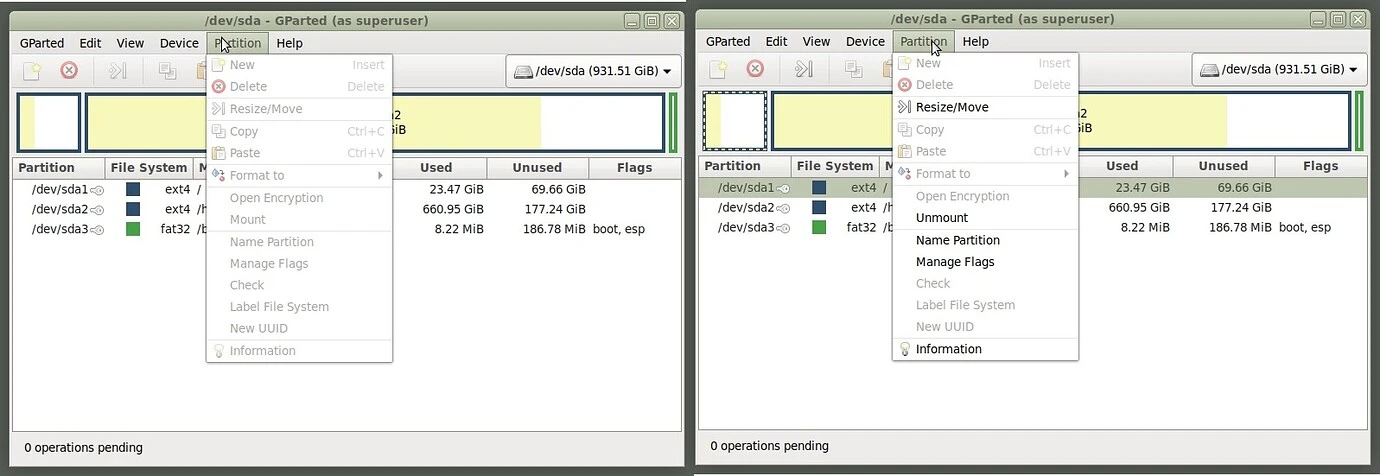 /dev/sda - GParted (as superuser)
GParted Edit View Device Partition Help
/dev/sda (931.51 GiB)
New Insert
Delete Delete
Resize/Move
Copy Ctrl+C
Paste Ctrl+V
Format to
Open Encryption
Mount
Name Partition
Manage Flags
Check
Label File System
New UUID
Information
a2
GiB
Partition File System M Used Unused Flags
/dev/sda1 ext4 / 23.47 GiB 69.66 GiB
/dev/sda2 ext4 /h 660.95 GiB 177.24 GiB
/dev/sda3 fat32 /b 8.22 MiB 186.78 MiB boot, esp
0 operations pending
/dev/sda - GParted (as superuser)
GParted Edit View Device Partition Help
/dev/sda (931.51 GiB)
New Insert
Delete Delete
Resize/Move
Copy Ctrl+C
Paste Ctrl+V
Format to
Open Encryption
Unmount
Name Partition
Manage Flags
Check
Label File System
New UUID
Information
a2
GiB
Partition File System M Used Unused Flags
/dev/sda1 ext4 / 23.47 GiB 69.66 GiB
/dev/sda2 ext4 /h 660.95 GiB 177.24 GiB
/dev/sda3 fat32 /b 8.22 MiB 186.78 MiB boot, esp
0 operations pending